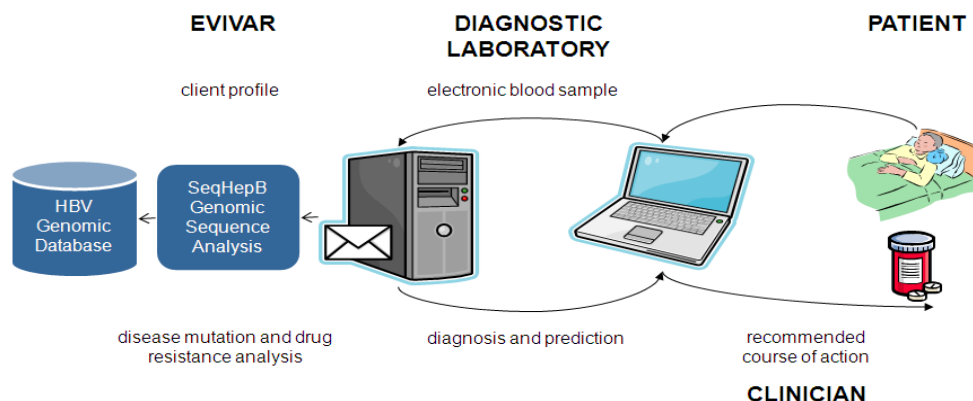 EVIVAR
DIAGNOSTIC
LABORATORY
PATIENT
client profile
electronic blood sample
HBV
Genomic
Database
SeqHepB
Genomic
Sequence
Analysis
disease mutation and drug
resistance analysis
diagnosis and prediction
recommended
course of action
CLINICIAN